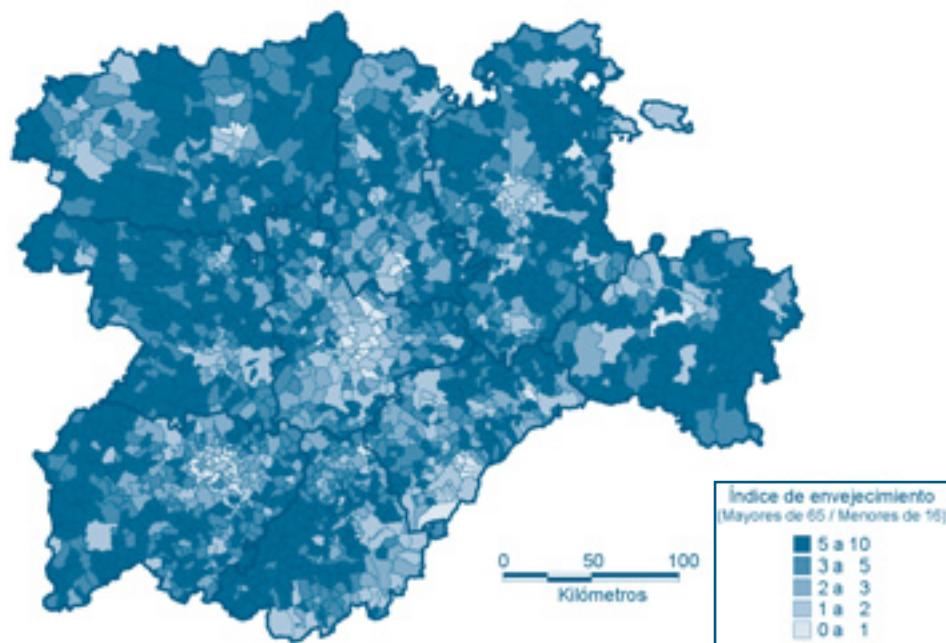 0 50 100
Kilómetros
Índice de envejecimiento
(Mayores de 65 / Menores de 16)
5 a 10
3 a 5
2 a 3
1 a 2
0 a 1